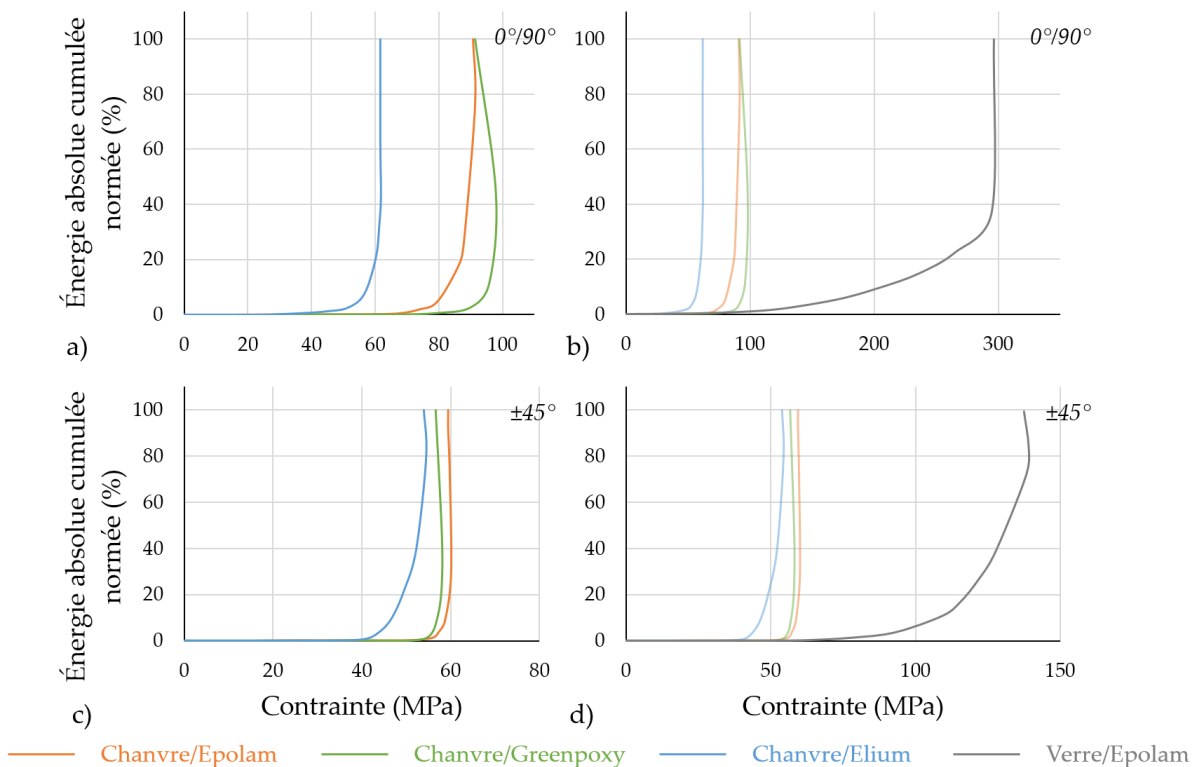 Énergie absolue cumulée
normée (%)
100
80
60
40
20
0
0°/90°
a)
0 20 40 60 80 100
100
80
60
40
20
0
0°/90°
b)
0 100 200 300
Énergie absolue cumulée
normée (%)
100
80
60
40
20
0
±45°
0 20 40 60 80
c)
Contrainte (MPa)
100
80
60
40
20
0
±45°
0 50 100 150
d)
Contrainte (MPa)
Chanvre/Epolam Chanvre/Greenpoxy Chanvre/Elium Verre/Epolam